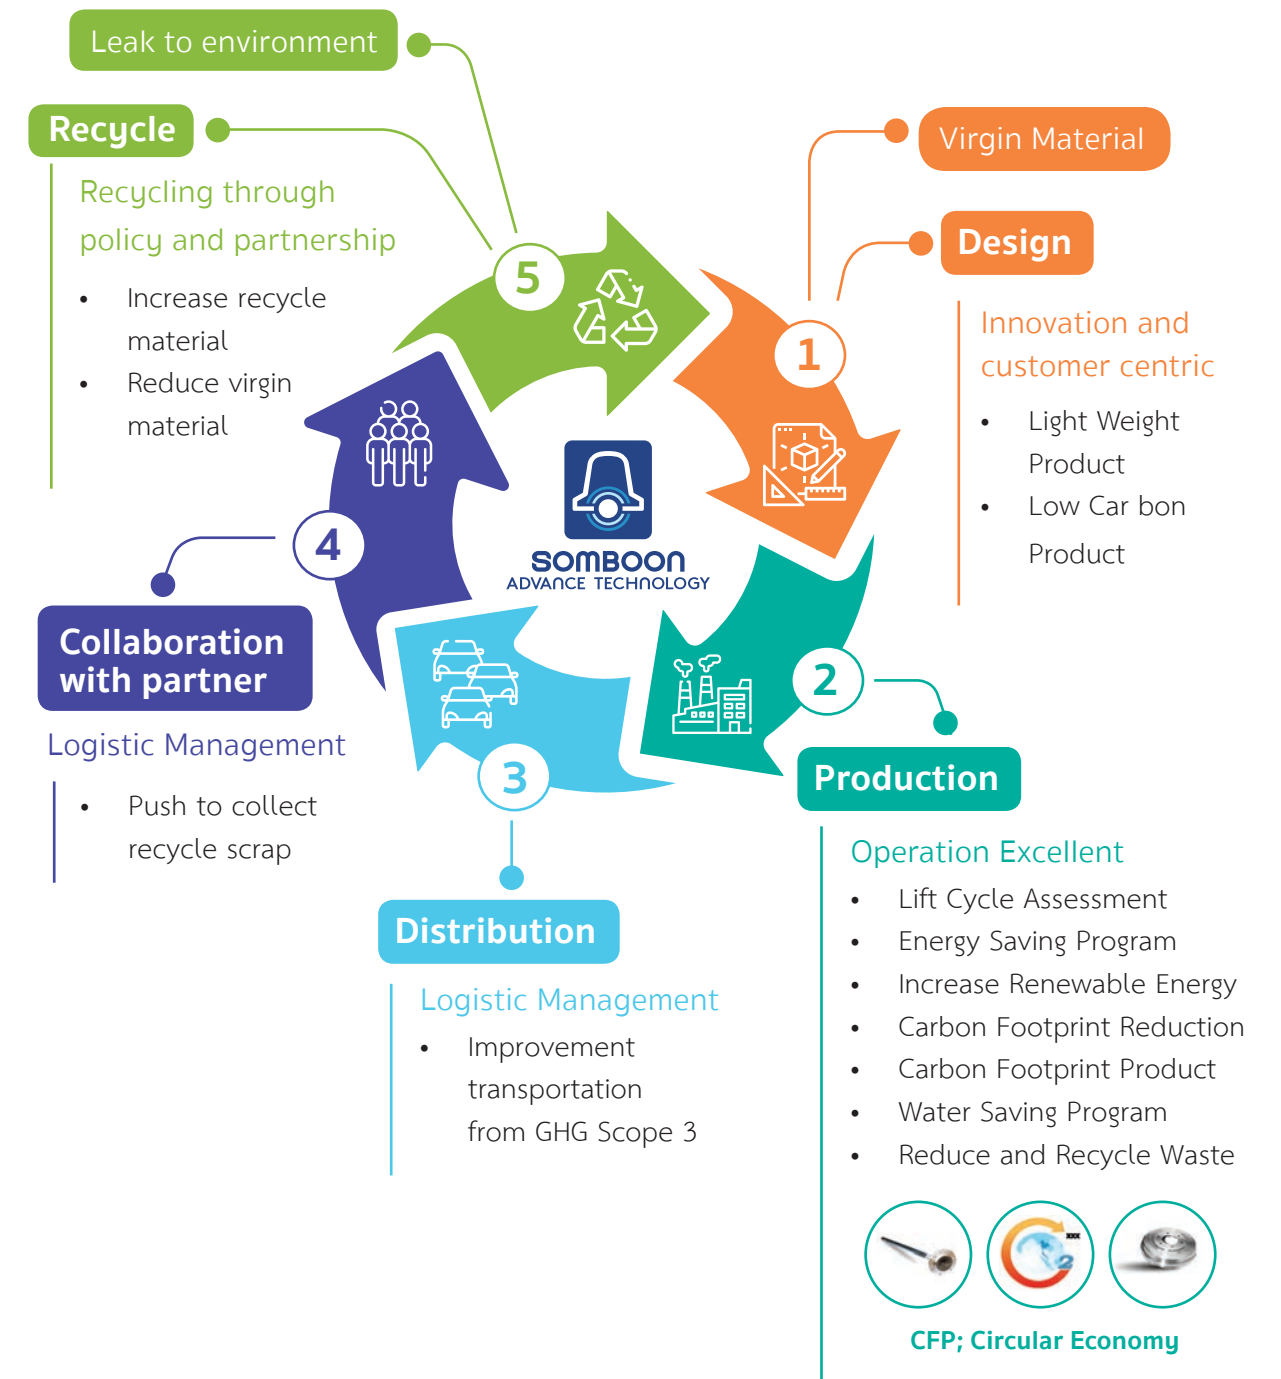 Leak to environment
Recycle
Recycling through
policy and partnership
• Increase recycle
material
• Reduce virgin
material
5
Virgin Material
Design
Innovation and
customer centric
• Light Weight
Product
• Low Car bon
Product
1
SOMBOON
ADVANCE TECHNOLOGY
4
Collaboration
with partner
Logistic Management
• Push to collect
recycle scrap
3
Distribution
Logistic Management
• Improvement
transportation
from GHG Scope 3
2
Production
Operation Excellent
• Lift Cycle Assessment
• Energy Saving Program
• Increase Renewable Energy
• Carbon Footprint Reduction
• Carbon Footprint Product
• Water Saving Program
• Reduce and Recycle Waste
xxx
2
CFP; Circular Economy